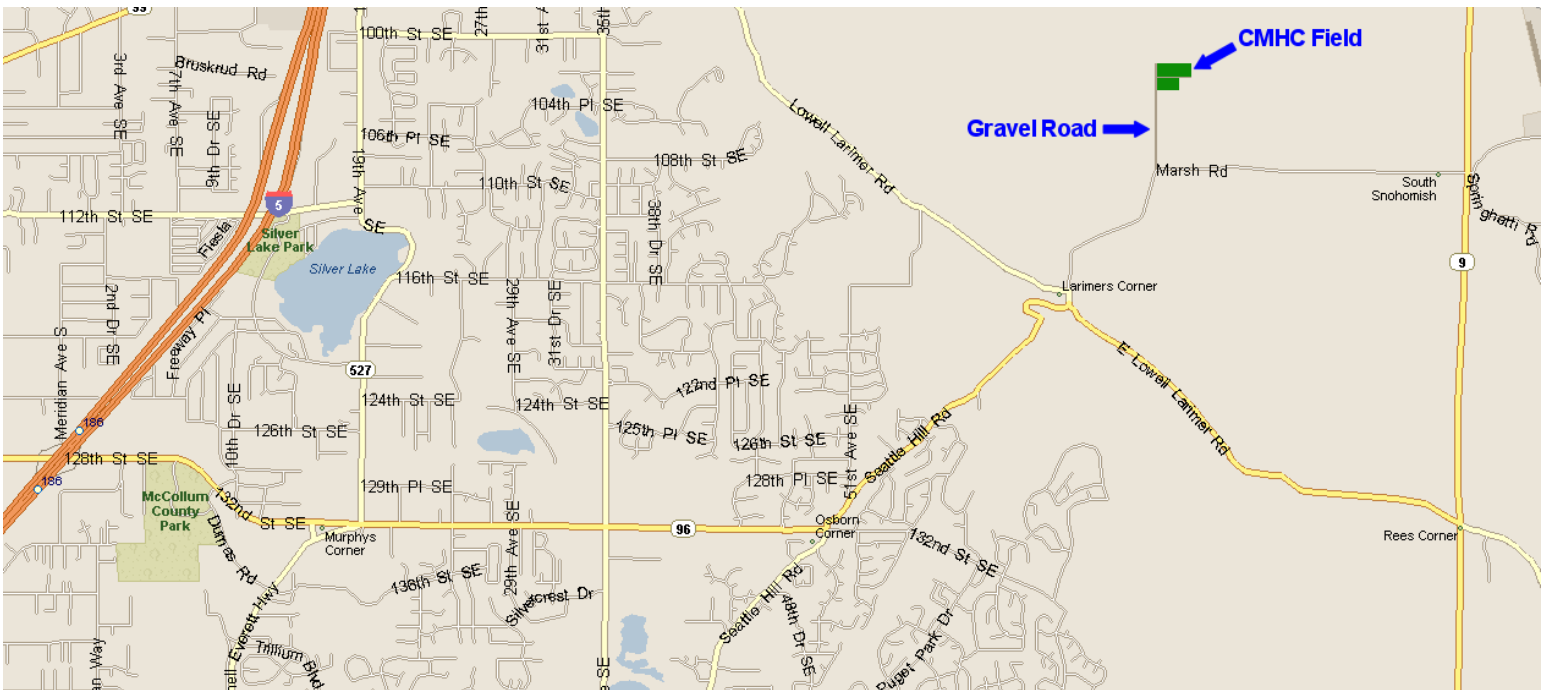 99
100th St SE
27th
31st A
35th
CMHC Field
3rd Ave SE
Bruskrud Rd
7th Ave SE
9th Dr SE
104th Pl SE
106th Pl SE
108th St SE
110th St SE
19th Ave SE
38th Dr SE
Lowell Larimer Rd
Gravel Road
Marsh Rd
South
Snohomish
Springhetti Rd
9
112th St SE
5
Fiesta
Silver
Lake Park
Silver Lake
116th St SE
29th Ave SE
31st Dr SE
Larimers Corner
2nd Dr SE
Freeway Pl
Meridian Ave S
527
E Lowell Larimer Rd
122nd Pl SE
124th St SE
124th St SE
125th Pl SE
126th St SE
126th St SE
10th Dr SE
51st Ave SE
Seattle Hill Rd
186
128th St SE
186
128th Pl SE
129th Pl SE
McCollum
County
Park
132nd St SE
Murphys
Corner
96
Osborn
Corner
Rees Corner
132nd St SE
Dumas Rd
29th Ave SE
136th St SE
Silvercrest Dr
Seattle Hill Rd
48th Dr SE
Puget Park Dr
nell Everett Hwy
Trillium Blvd
an Way
e SE